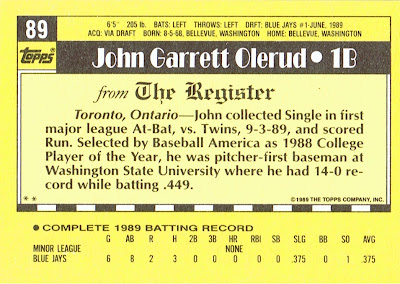 89
6'5" 205 lb. BATS: LEFT THROWS: LEFT DRFT: BLUE JAYS #1-JUNE, 1989
ACQ: VIA DRAFT BORN: 8-5-68, BELLEVUE, WASHINGTON HOME: BELLEVUE, WASHINGTON
Topps John Garrett Olerud • 1B
from The Register
Toronto, Ontario—John collected Single in first
major league At-Bat, vs. Twins, 9-3-89, and scored
Run. Selected by Baseball America as 1988 College
Player of the Year, he was pitcher-first baseman at
Washington State University where he had 14-0 re-
cord while batting .449.
** ©1989 THE TOPPS COMPANY, INC.
• COMPLETE 1989 BATTING RECORD
G AB R H 2B 3B HR RBI SB SLG BB SO AVG
MINOR LEAGUE NONE
BLUE JAYS 6 8 2 3 0 0 0 0 0 .375 0 1 .375